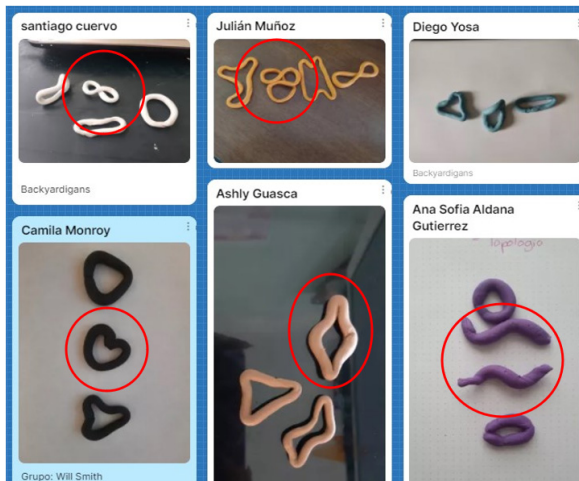 santiago cuervo
Backyardigans
Julián Muñoz
Diego Yosa
Backyardigans
Camila Monroy
Grupo: Will Smith
Ashly Guasca
Ana Sofia Aldana
Gutierrez
Topologio